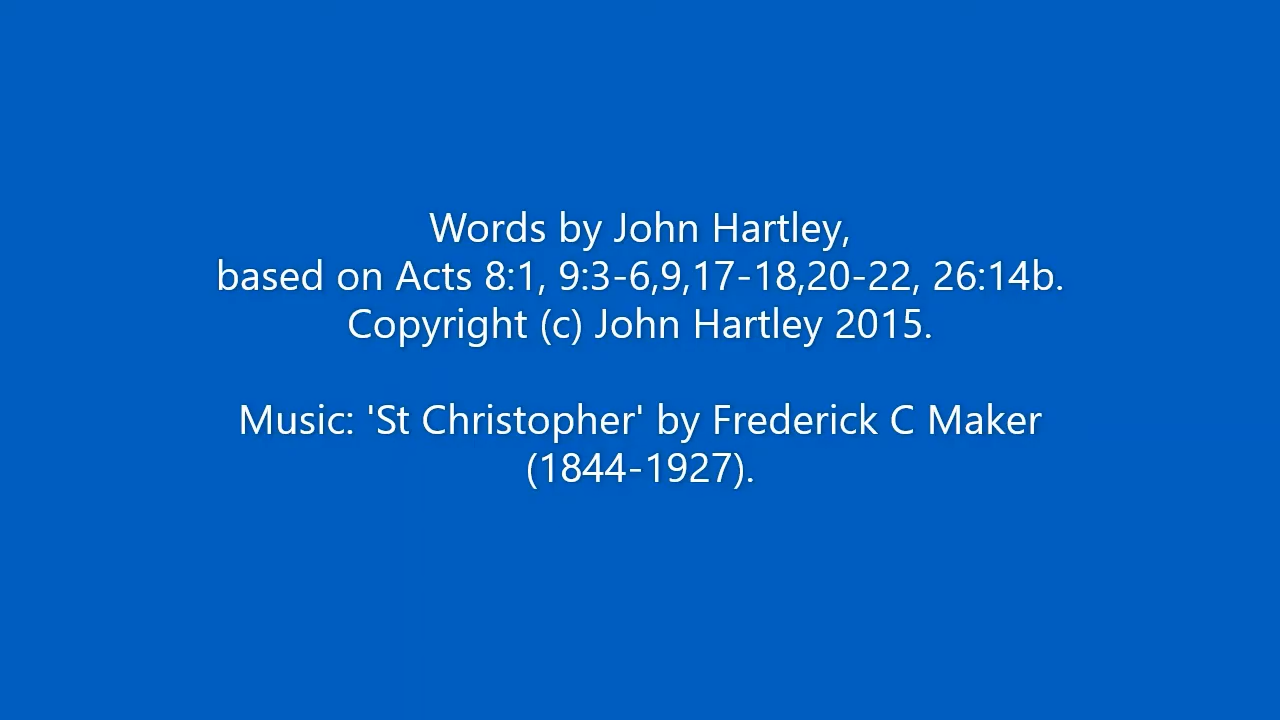 Words by John Hartley,
based on Acts 8:1, 9:3-6,9,17-18,20-22, 26:14b.
Copyright (c) John Hartley 2015.
Music: 'St Christopher' by Frederick C Maker
(1844-1927).